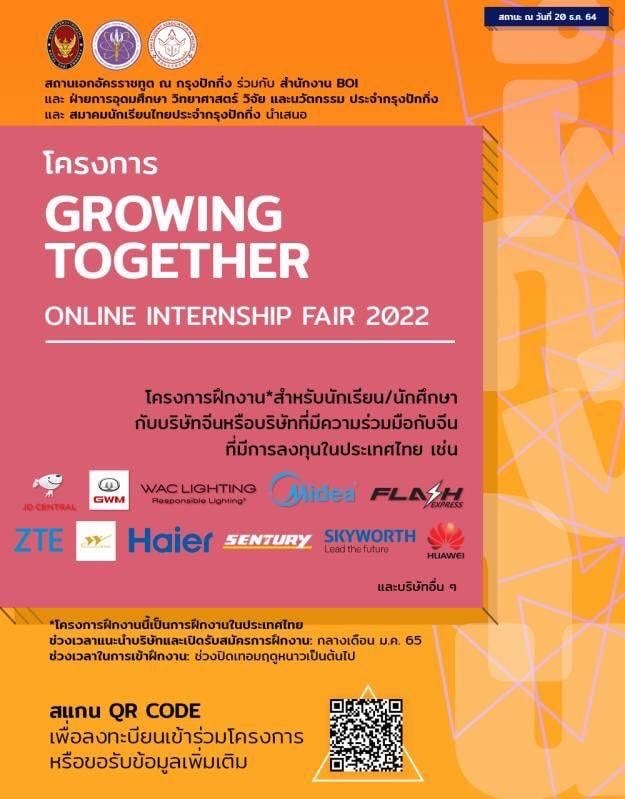 สถานะ ณ วันที่ 20 ธ.ค. 64
สถานเอกอัครราชทูต ณ กรุงปักกิ่ง ร่วมกับ สำนักงาน BOI
และ ฝ่ายการอุดมศึกษา วิทยาศาสตร์ วิจัย และนวัตกรรม ประจำกรุงปักกิ่ง
และ สมาคมนักเรียนไทยประจำกรุงปักกิ่ง นำเสนอ
โครงการ
GROWING
TOGETHER
ONLINE INTERNSHIP FAIR 2022
โครงการฝึกงาน*สำหรับนักเรียน/นักศึกษา
กับบริษัทจีนหรือบริษัทที่มีความร่วมมือกับจีน
ที่มีการลงทุนในประเทศไทย เช่น
JD CENTRAL
GWM
WAC LIGHTING
Responsible Lighting®
Midea
FLASH
EXPRESS
ZTE
Haier
SENTURY
SKYWORTH
Lead the future
HUAWEI
และบริษัทอื่น ๆ
*โครงการฝึกงานนี้เป็นการฝึกงานในประเทศไทย
ช่วงเวลาแนะนำบริษัทและเปิดรับสมัครการฝึกงาน: กลางเดือน ม.ค. 65
ช่วงเวลาในการเข้าฝึกงาน: ช่วงปิดเทอมฤดูหนาวเป็นต้นไป
สแกน QR CODE
เพื่อลงทะเบียนเข้าร่วมโครงการ
หรือขอรับข้อมูลเพิ่มเติม